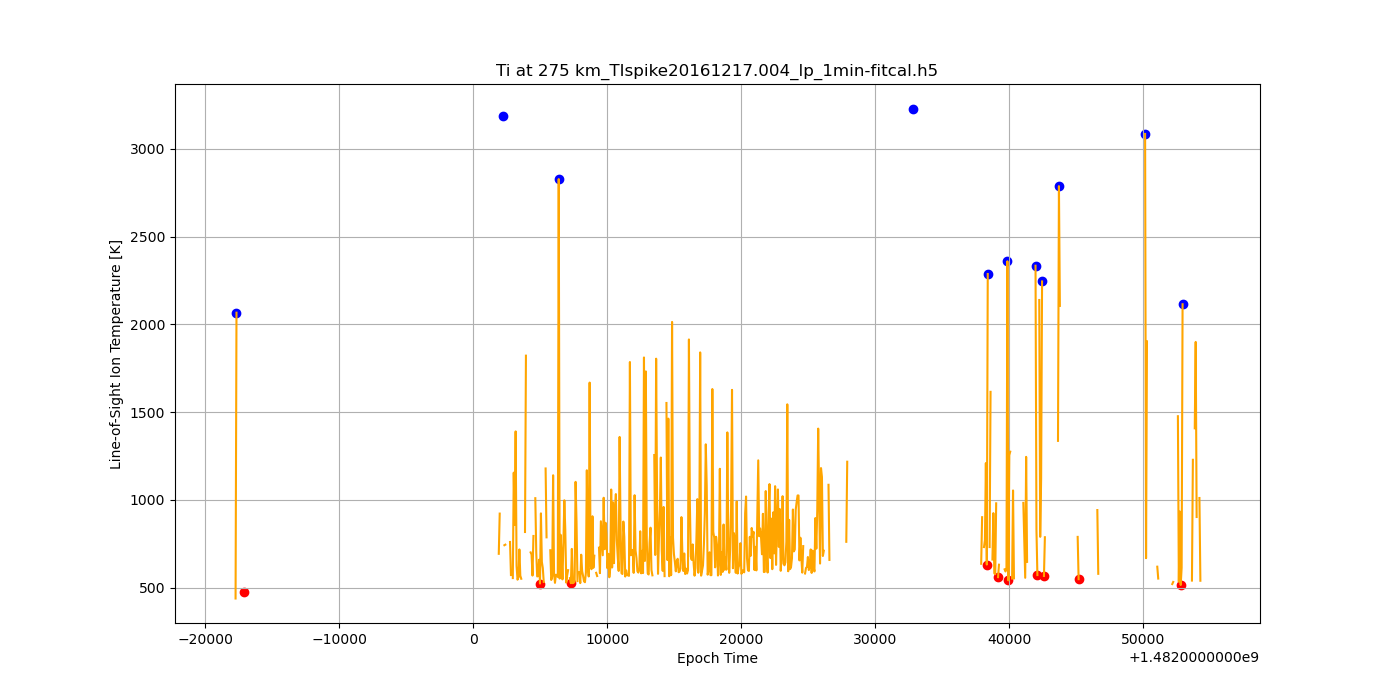 Ti at 275 km_TIspike20161217.004_lp_1min-fitcal.h5
Line-of-Sight Ion Temperature [K]
3000
2500
2000
1500
1000
500
−20000 −10000 0 10000 20000 30000 40000 50000
Epoch Time
+1.4820000000e9